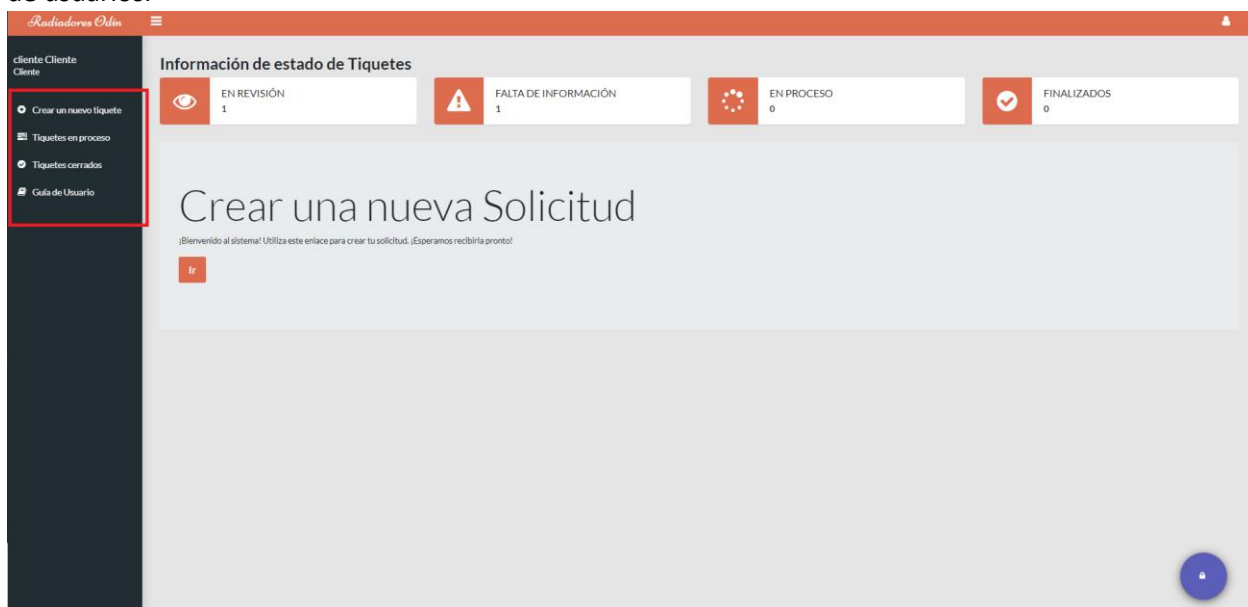 de usuarios.
Radiadores Odín
cliente Cliente
Cliente
Crear un nuevo tiquete
Tiquetes en proceso
Tiquetes cerrados
Guía de Usuario
Información de estado de Tiquetes
EN REVISIÓN
1
FALTA DE INFORMACIÓN
1
EN PROCESO
0
FINALIZADOS
0
Crear una nueva Solicitud
¡Bienvenido al sistema! Utiliza este enlace para crear tu solicitud. ¡Esperamos recibirla pronto!
Ir